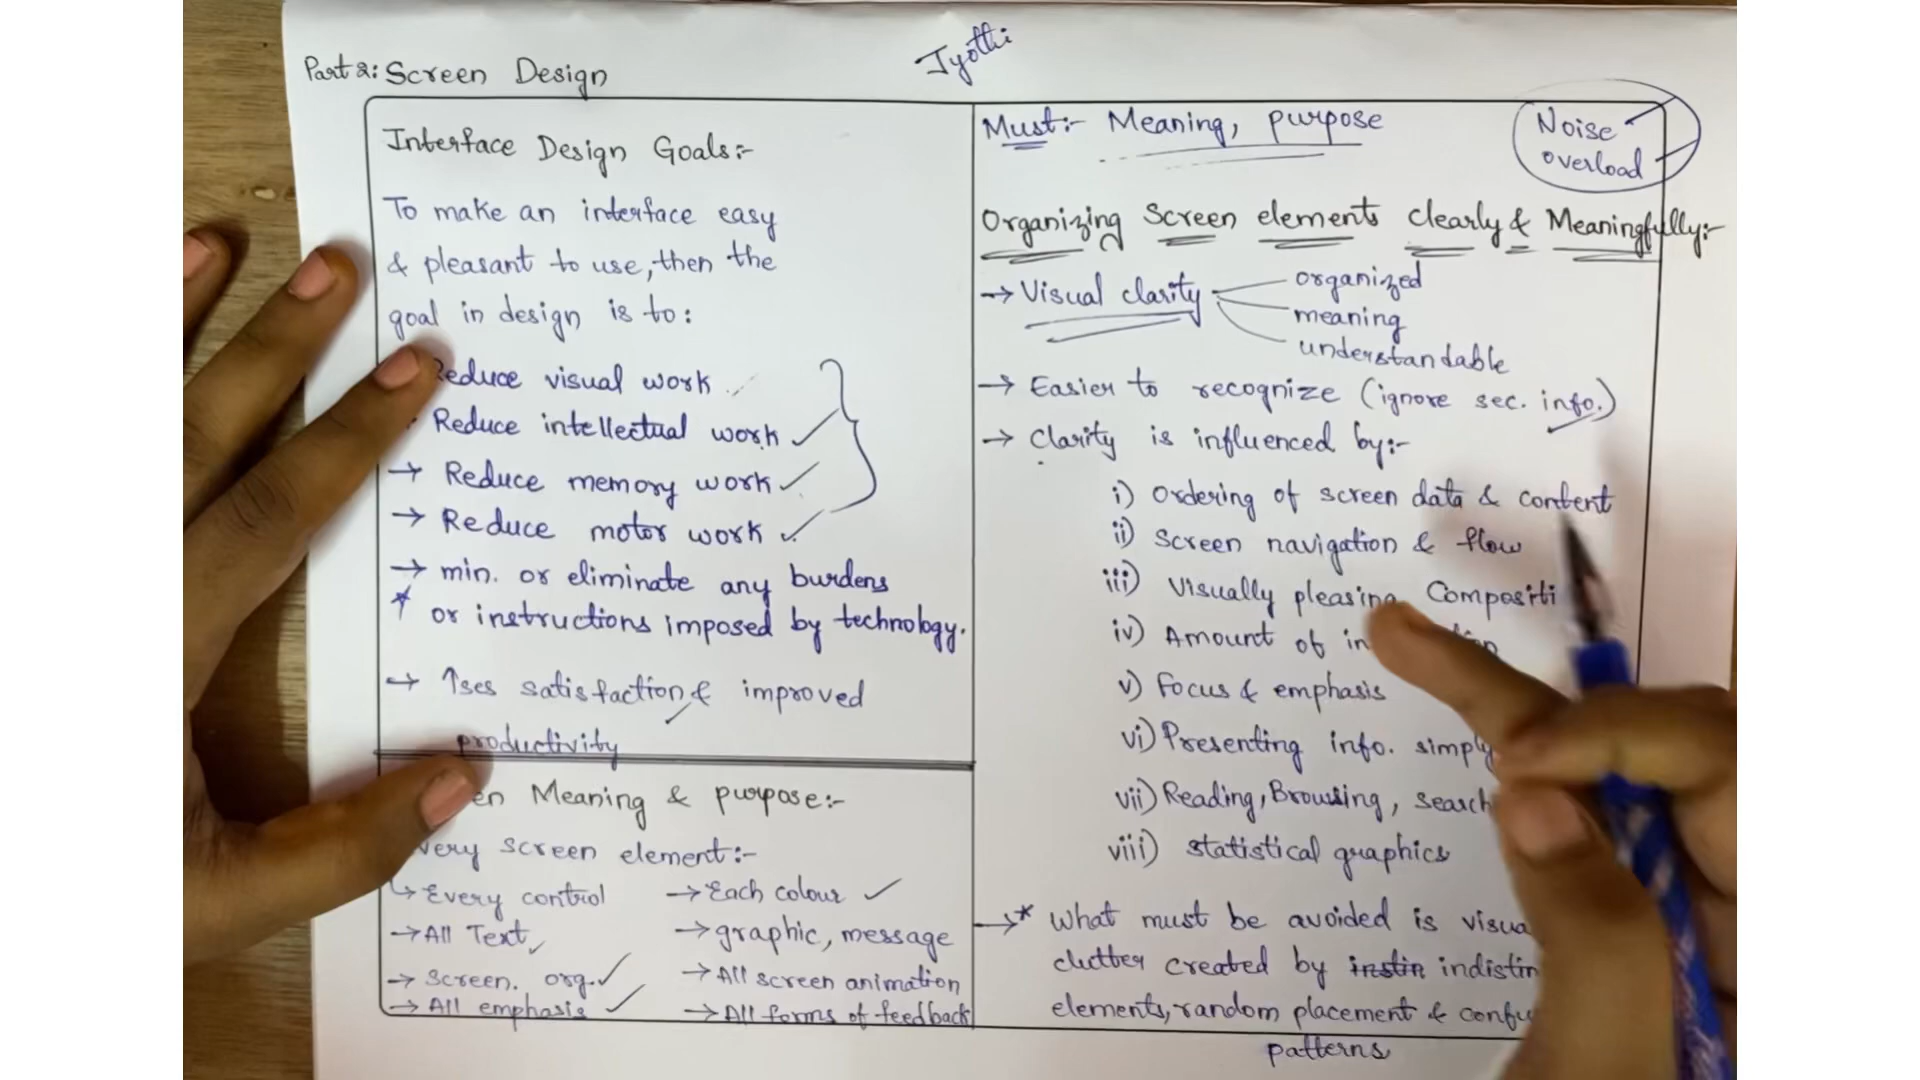 Part 2: Screen Design
Jyothi
Interface Design Goals:-
To make an interface easy
& pleasant to use, then the
goal in design is to:
Reduce visual work
Reduce intellectual work
→ Reduce memory work
→ Reduce motor work
→ min. or eliminate any burdens
* or instructions imposed by technology.
→ ↑ses satisfaction & improved
productivity
Meaning & purpose:-
very screen element:-
↳ Every control
→ All Text
→ Screen. org.
→ All emphasis
→ Each colour
→ graphic, message
→ All screen animation
→ All forms of feedback
Must:- Meaning, purpose
Noise
overload
Organizing Screen elements clearly & Meaningfully:-
→ Visual clarity
organized
meaning
understandable
→ Easier to recognize (ignore sec. info.)
→ Clarity is influenced by:-
i) Ordering of screen data & content
ii) Screen navigation & flow
iii) Visually pleasing
iv) Amount of
v) Focus & emphasis
vi) Presenting info. simply
vii) Reading, Browsing, search
viii) statistical graphics
→* What must be avoided is
clutter created by
elements, random placement &
patterns